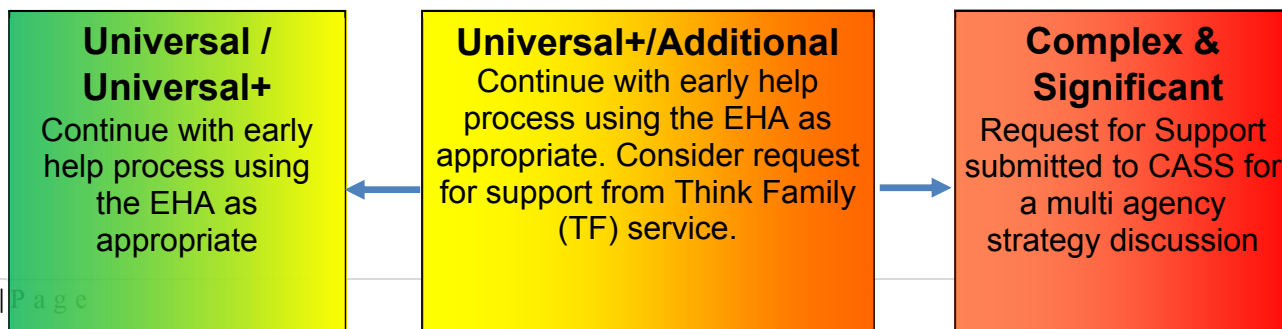 Universal /
Universal+
Continue with early
help process using
the EHA as
appropriate
Universal+/Additional
Continue with early help
process using the EHA as
appropriate. Consider request
for support from Think Family
(TF) service.
Complex &
Significant
Request for Support
submitted to CASS for
a multi agency
strategy discussion
| P a g e